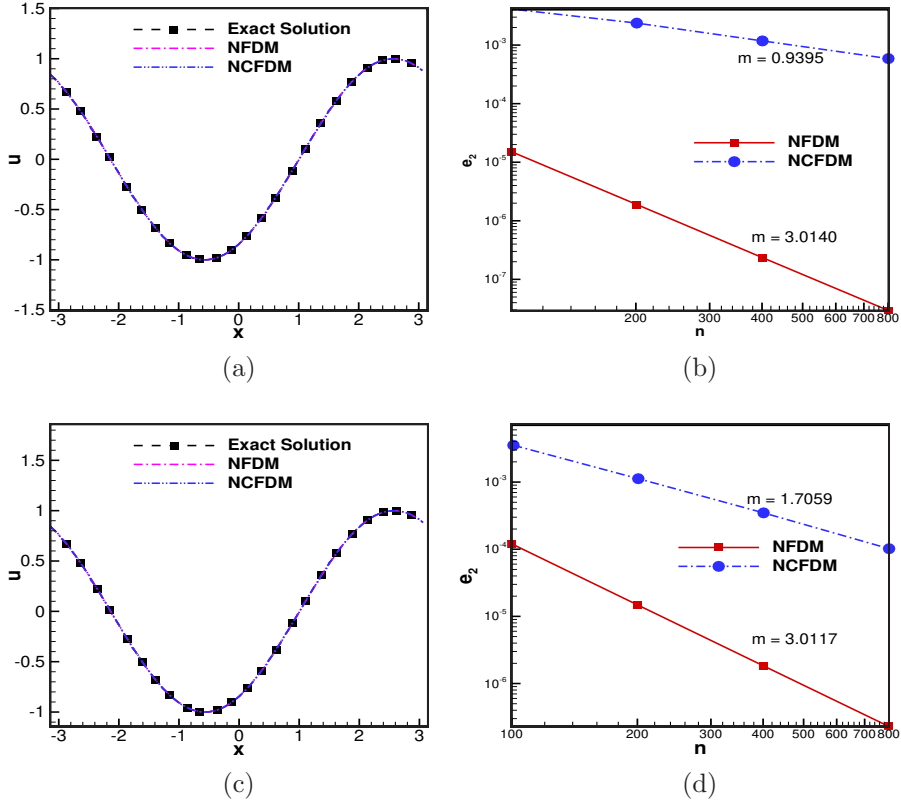 Exact Solution
NFDM
NCFDM
1.5
1
0.5
0
-0.5
-1
-1.5
u
-3 -2 -1 0 1 2 3
x
(a)
10⁻³
10⁻⁴
10⁻⁵
10⁻⁶
10⁻⁷
e₂
m = 0.9395
NFDM
NCFDM
m = 3.0140
200 300 400 500 600 700 800
n
(b)
Exact Solution
NFDM
NCFDM
1.5
1
0.5
0
-0.5
-1
u
-3 -2 -1 0 1 2 3
x
(c)
10⁻³
10⁻⁴
10⁻⁵
10⁻⁶
e₂
m = 1.7059
NFDM
NCFDM
m = 3.0117
100 200 300 400 500 600 700 800
n
(d)